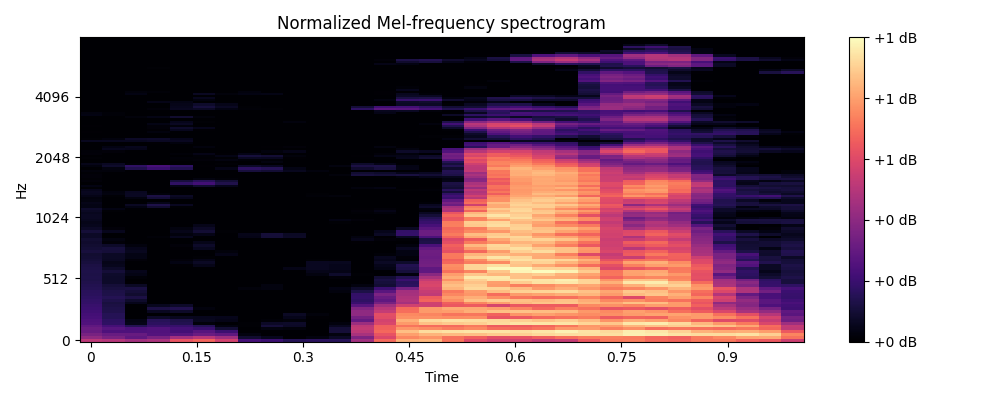 Normalized Mel-frequency spectrogram
Hz
4096
2048
1024
512
0
0 0.15 0.3 0.45 0.6 0.75 0.9
Time
+1 dB
+1 dB
+1 dB
+0 dB
+0 dB
+0 dB